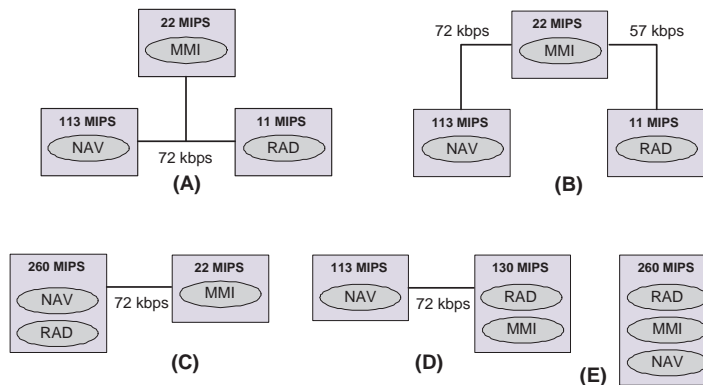 22 MIPS
MMI
113 MIPS
NAV
11 MIPS
RAD
72 kbps
(A)
72 kbps
22 MIPS
MMI
57 kbps
113 MIPS
NAV
11 MIPS
RAD
(B)
260 MIPS
NAV
RAD
72 kbps
22 MIPS
MMI
(C)
113 MIPS
NAV
72 kbps
130 MIPS
RAD
MMI
(D)
260 MIPS
RAD
MMI
NAV
(E)